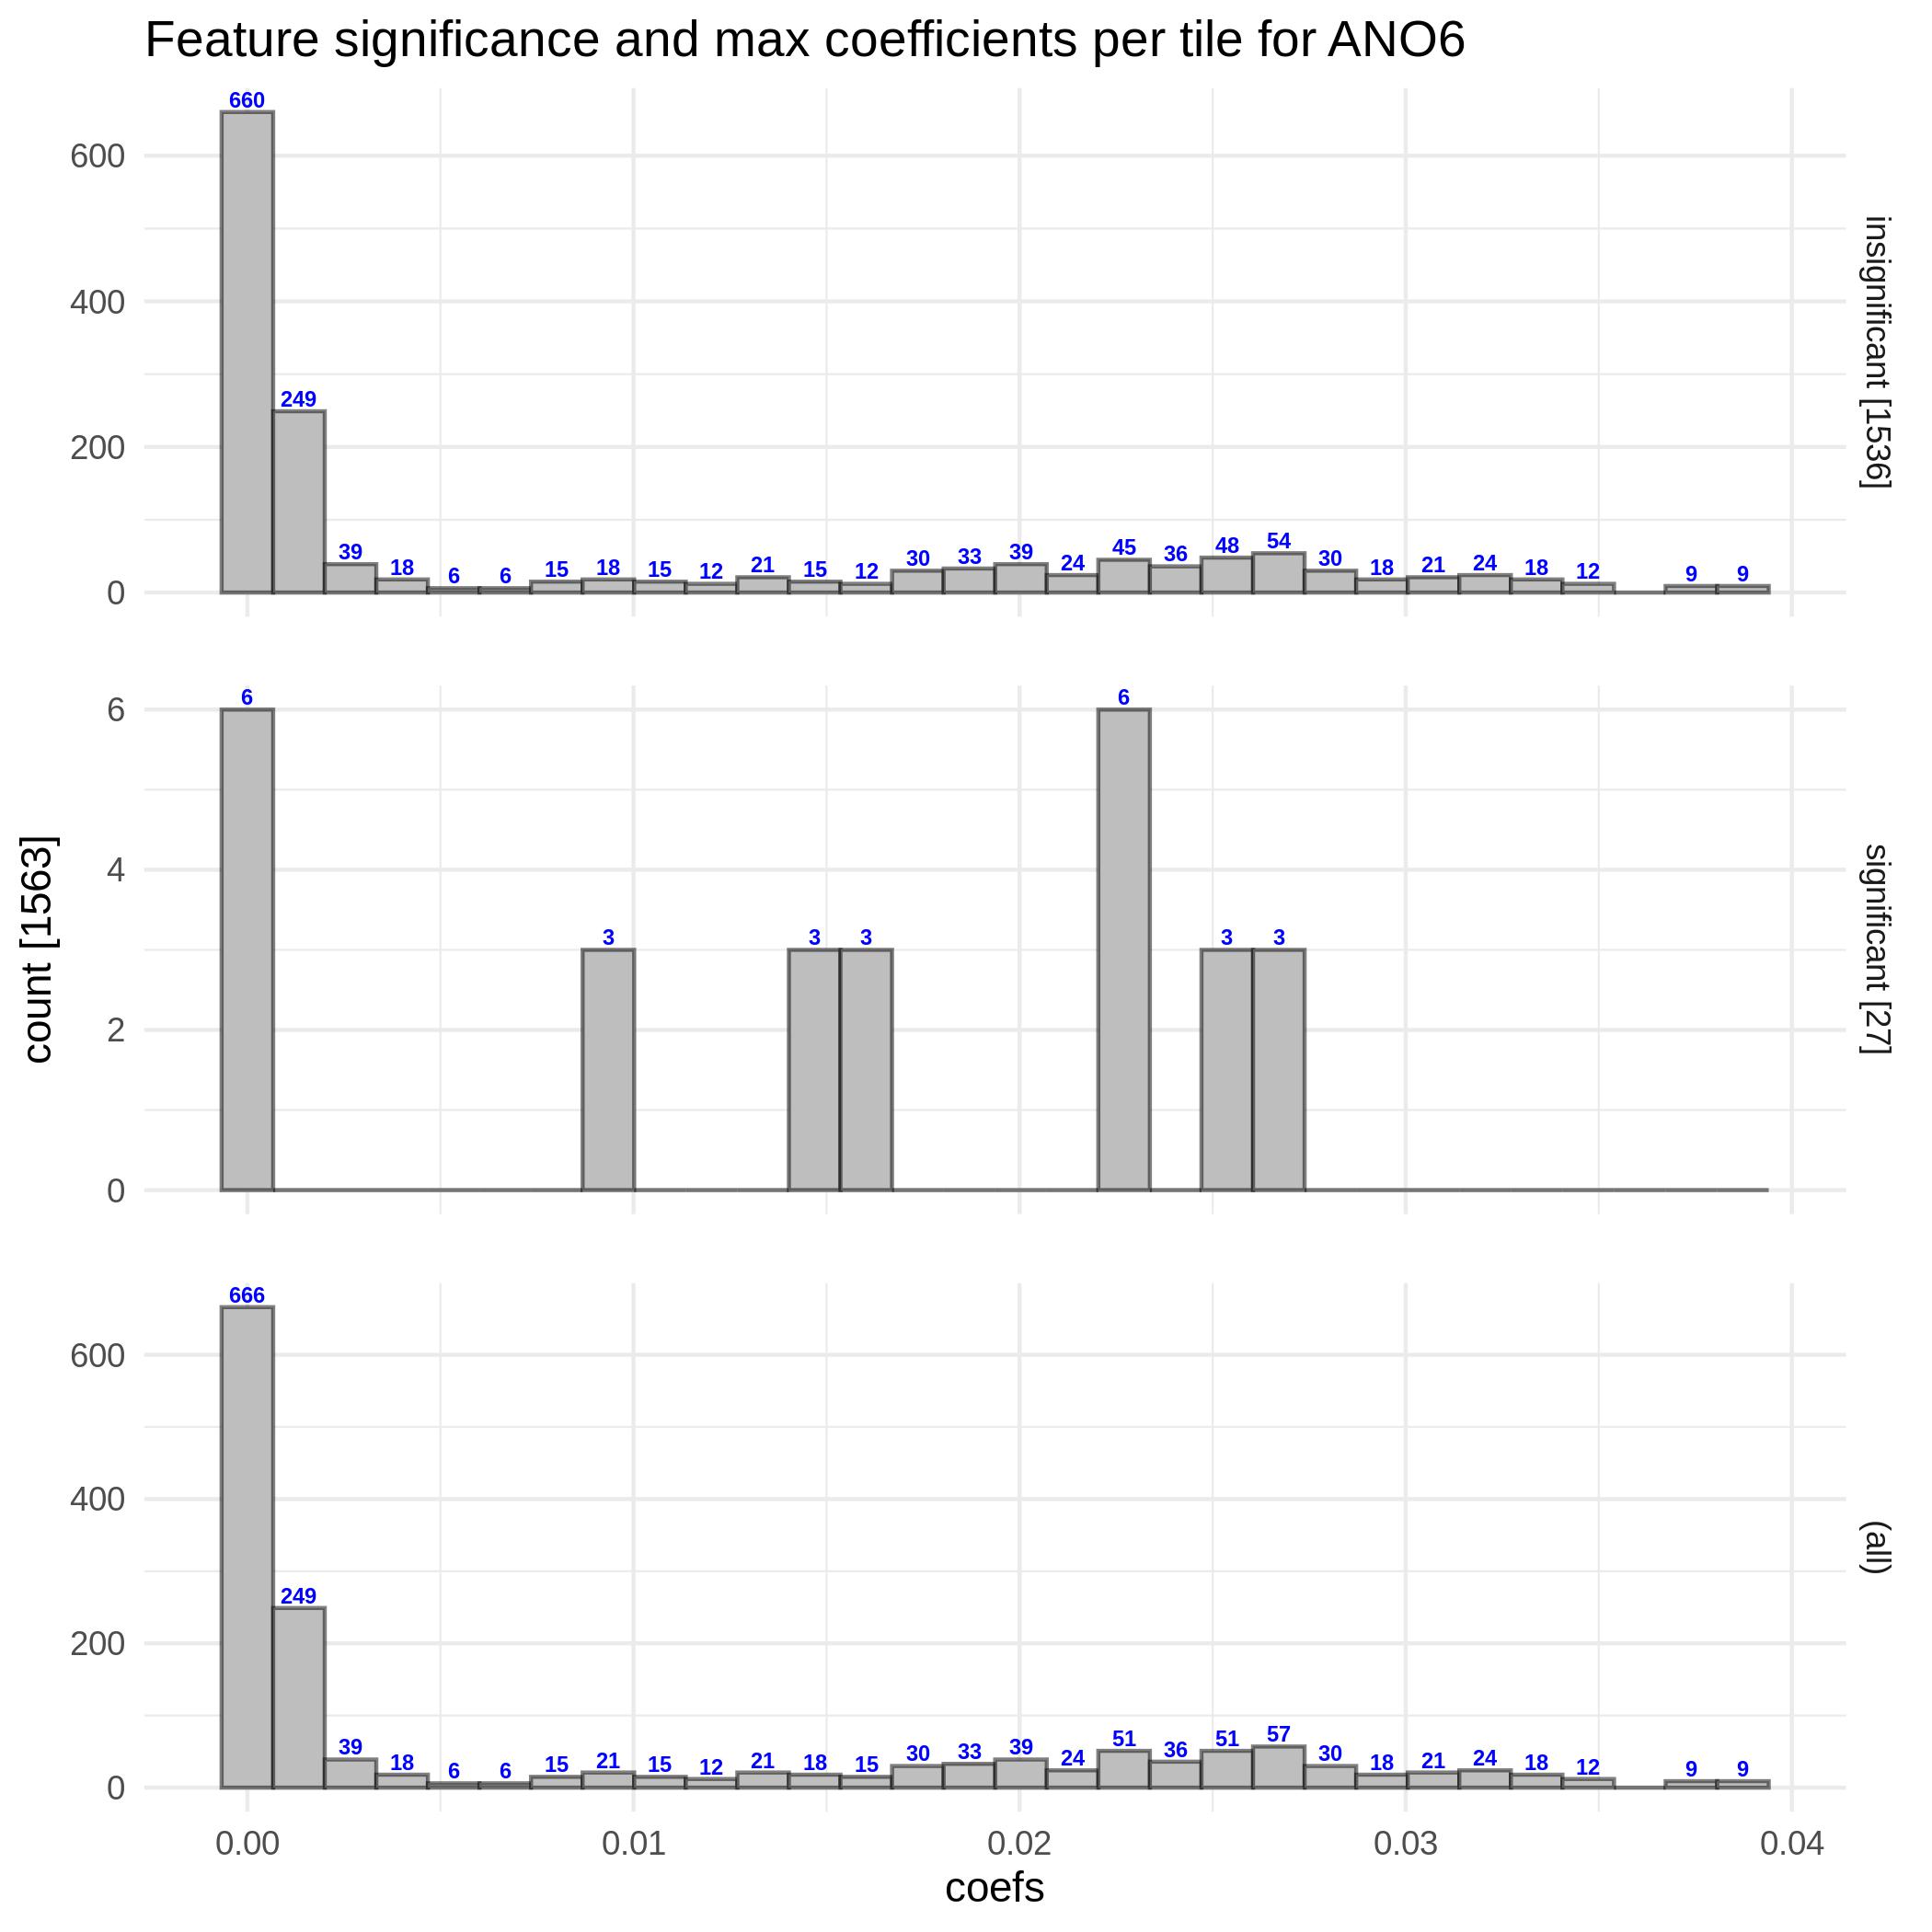 Feature significance and max coefficients per tile for ANO6
660
600
249
400
200
39 18 6 6 15 18 15 12 21 15 12 30 33 39 24 45 36 48 54 30 18 21 24 18 12 9 9
0
insignificant [1536]
6 6
6
4
3 3 3 3 3
2
0
significant [27]
count [1563]
666
600
400
249
200
39 18 6 6 15 21 15 12 21 18 15 30 33 39 24 51 36 51 57 30 18 21 24 18 12 9 9
0
(all)
0.00 0.01 0.02 0.03 0.04
coefs